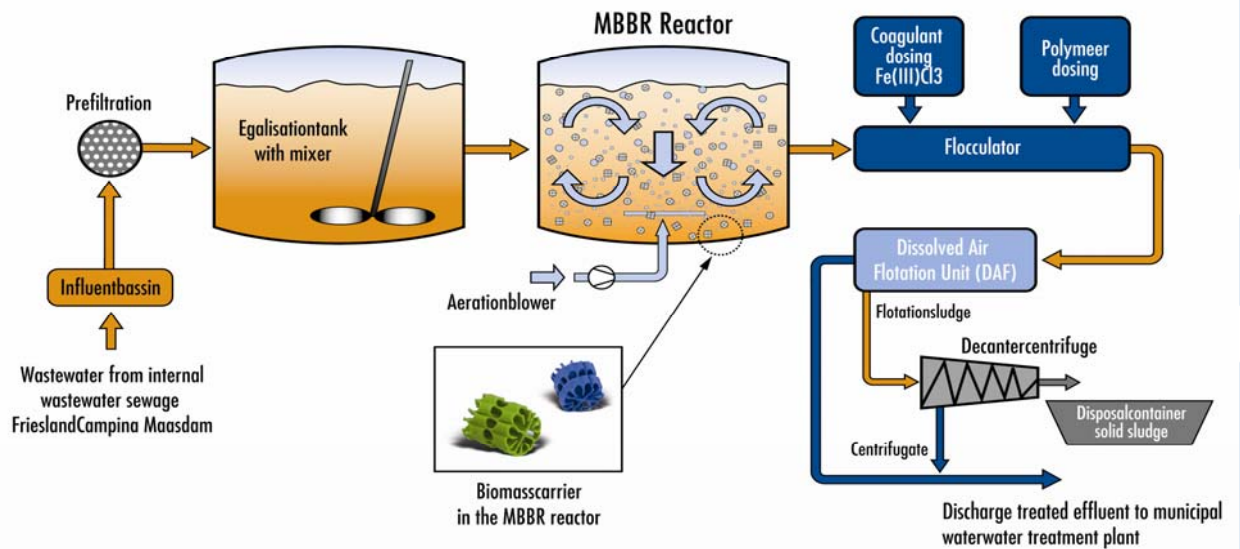 MBBR Reactor
Coagulant
dosing
Fe(III)Cl3
Polymeer
dosing
Prefiltration
Egalisationtank
with mixer
Flocculator
Dissolved Air
Flotation Unit (DAF)
Influentbassin
Aerationblower
Flotationsludge
Decantercentrifuge
Wastewater from internal
wastewater sewage
FrieslandCampina Maasdam
Disposalcontainer
solid sludge
Centrifugate
Biomasscarrier
in the MBBR reactor
Discharge treated effluent to municipal
waterwater treatment plant